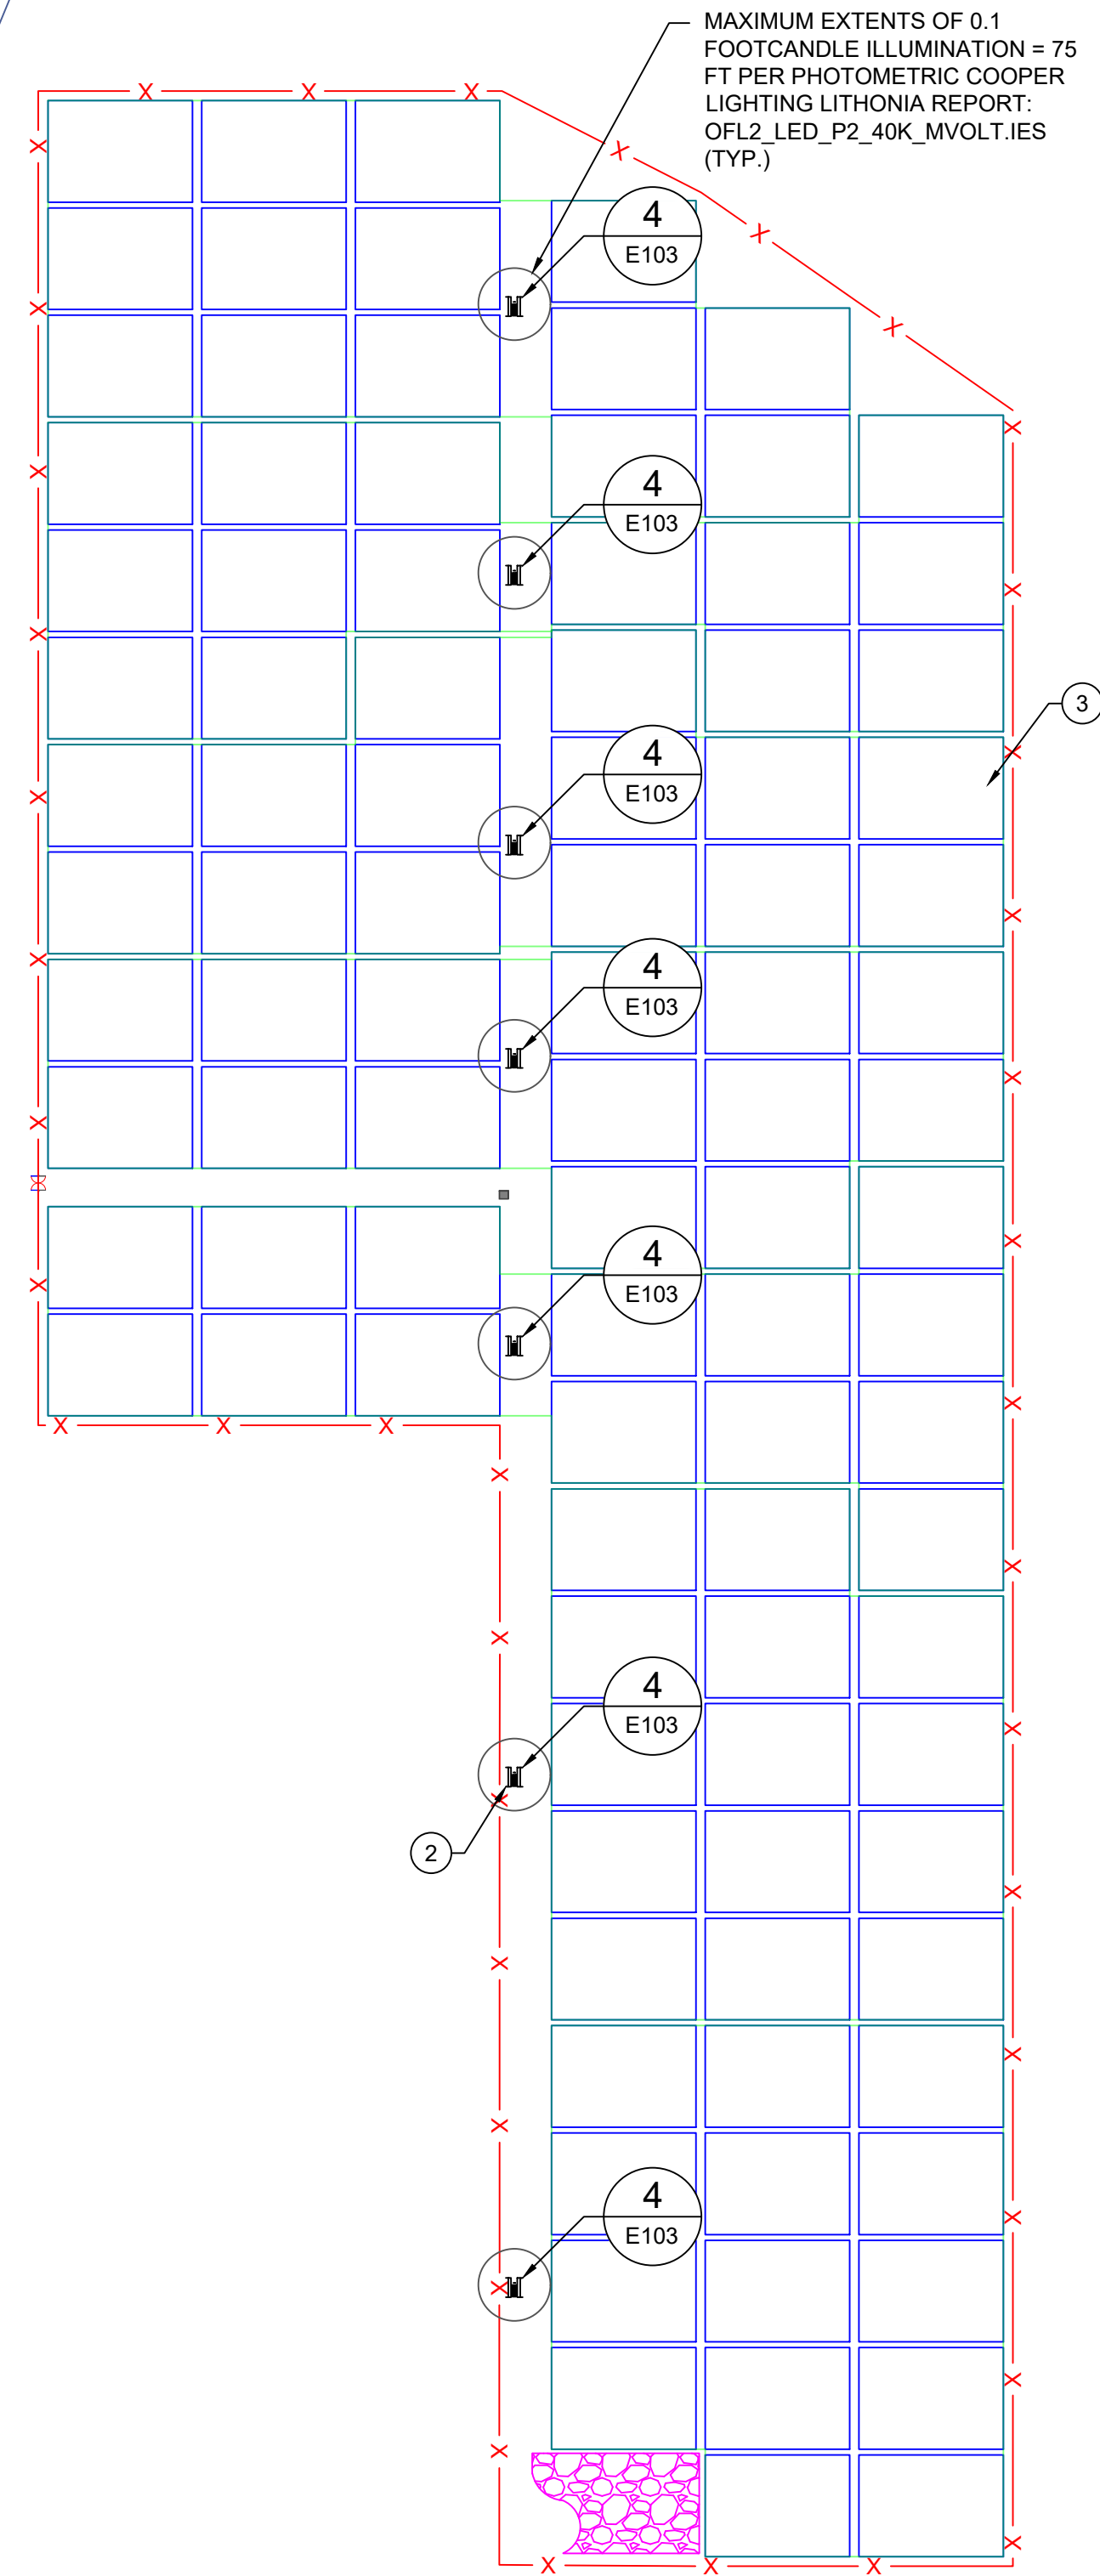 MAXIMUM EXTENTS OF 0.1
FOOTCANDLE ILLUMINATION = 75
FT PER PHOTOMETRIC COOPER
LIGHTING LITHONIA REPORT:
OFL2_LED_P2_40K_MVOLT.IES
(TYP.)
4
E103
4
E103
3
4
E103
4
E103
4
E103
4
E103
2
4
E103